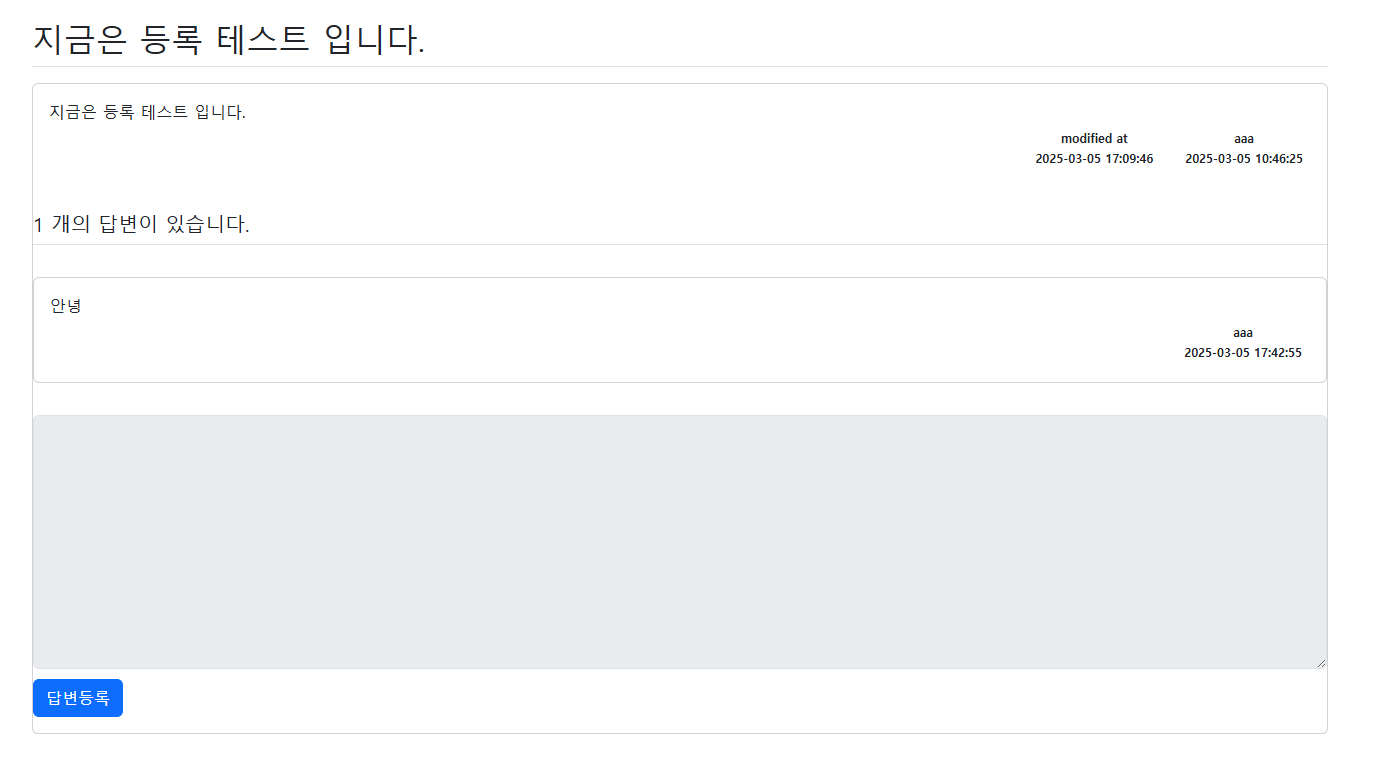 지금은 등록 테스트 입니다.
지금은 등록 테스트 입니다.
modified at
2025-03-05 17:09:46
aaa
2025-03-05 10:46:25
1 개의 답변이 있습니다.
안녕
aaa
2025-03-05 17:42:55
답변등록